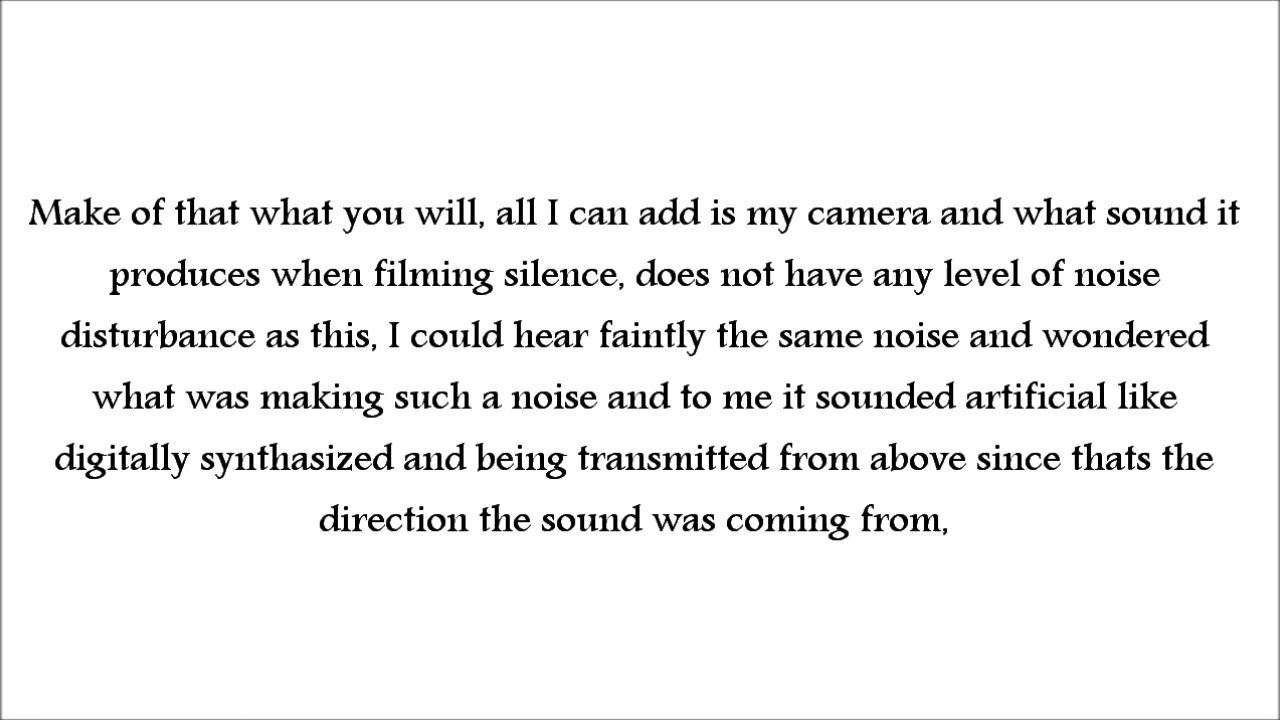 Make of that what you will, all I can add is my camera and what sound it
produces when filming silence, does not have any level of noise
disturbance as this, I could hear faintly the same noise and wondered
what was making such a noise and to me it sounded artificial like
digitally synthasized and being transmitted from above since thats the
direction the sound was coming from,